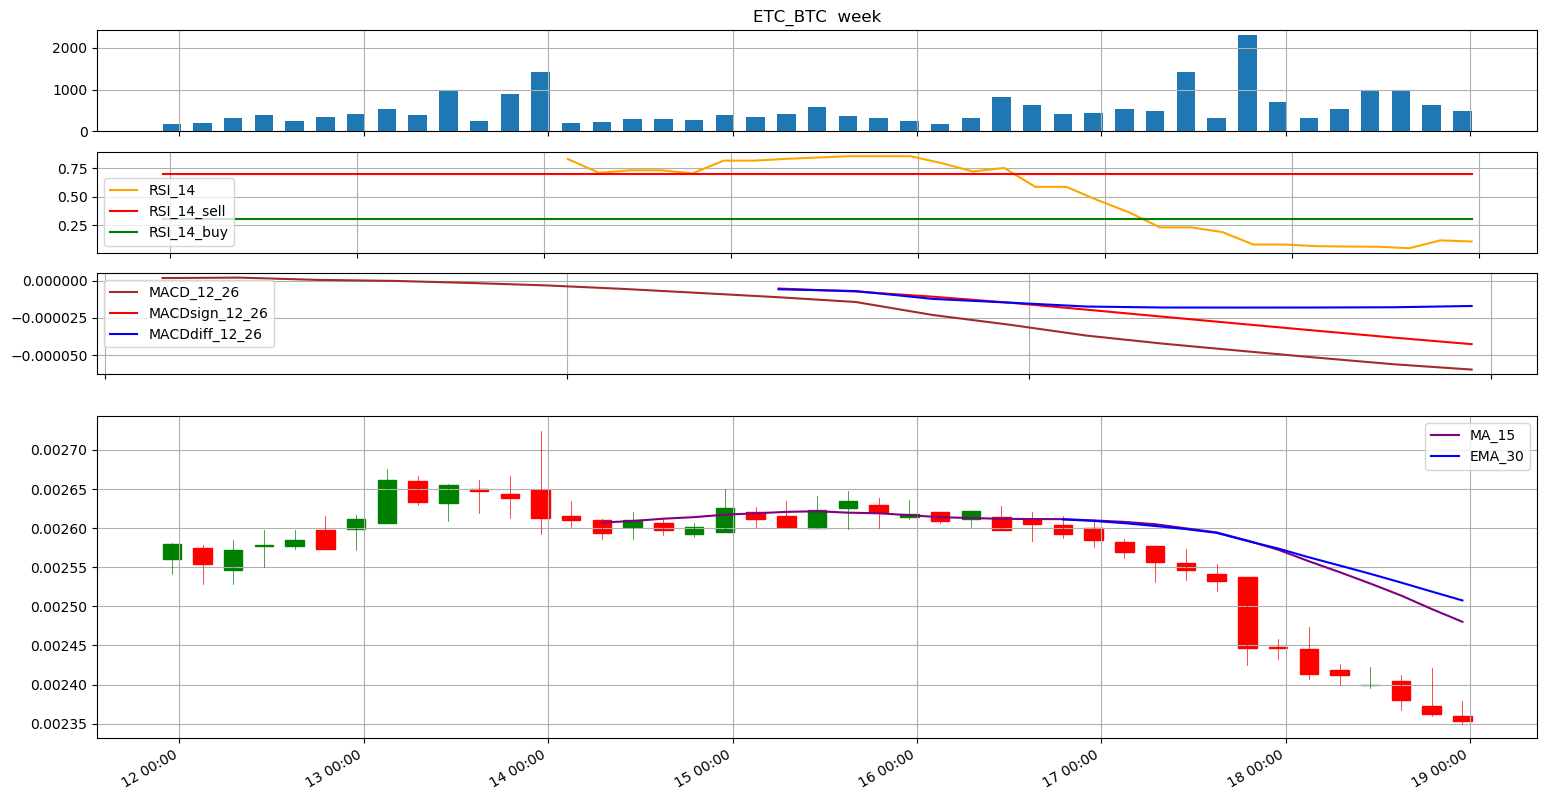 ETC_BTC  week
2000
1000
0
0.75
0.50
0.25
RSI_14
RSI_14_sell
RSI_14_buy
0.000000
−0.000025
−0.000050
MACD_12_26
MACDsign_12_26
MACDdiff_12_26
0.00270
0.00265
0.00260
0.00255
0.00250
0.00245
0.00240
0.00235
MA_15
EMA_30
12 00:00
13 00:00
14 00:00
15 00:00
16 00:00
17 00:00
18 00:00
19 00:00